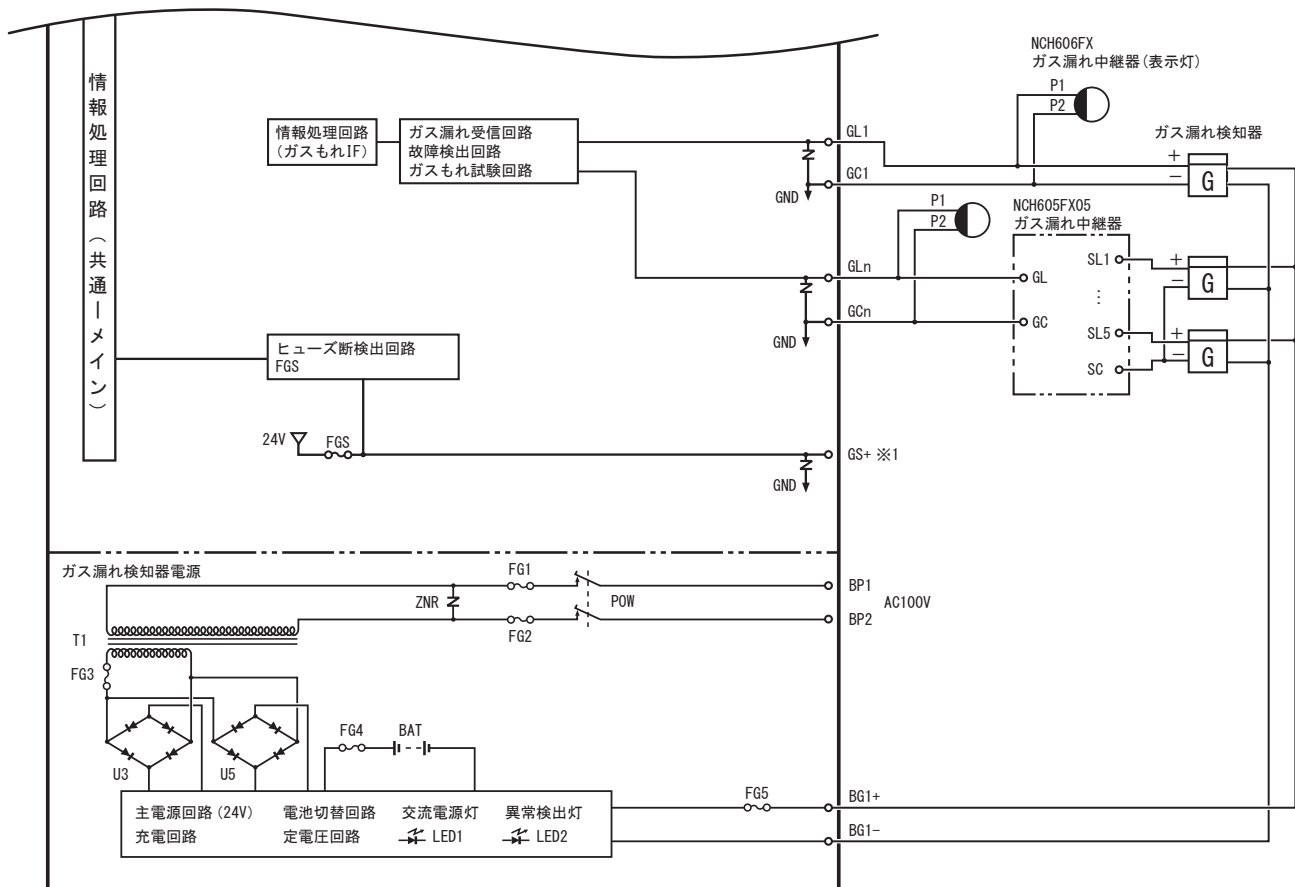 情報処理回路(共通ーメイン)
情報処理回路
(ガスもれIF)
ガス漏れ受信回路
故障検出回路
ガスもれ試験回路
GL1
GC1
GND
NCH606FX
ガス漏れ中継器(表示灯)
P1
P2
ガス漏れ検知器
+
-
G
P1
P2
NCH605FX05
ガス漏れ中継器
GLn
GCn
GND
GL
GC
SL1
⋮
SL5
SC
+
-
G
+
-
G
ヒューズ断検出回路
FGS
24V
FGS
GS+ ※1
GND
ガス漏れ検知器電源
FG1
ZNR
POW
FG2
BP1
BP2
AC100V
T1
FG3
U3
U5
FG4
BAT
主電源回路(24V)
充電回路
電池切替回路
定電圧回路
交流電源灯
LED1
異常検出灯
LED2
FG5
BG1+
BG1-